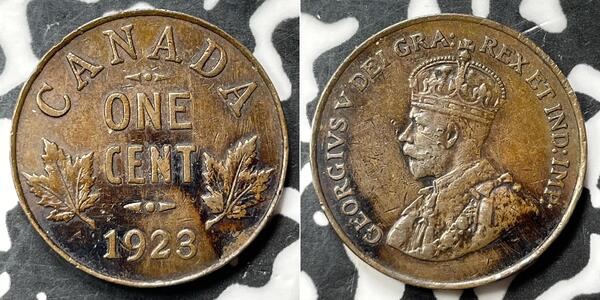 CANADA
ONE
CENT
1923
GEORGIVS V DEI GRA: REX ET IND: IMP: